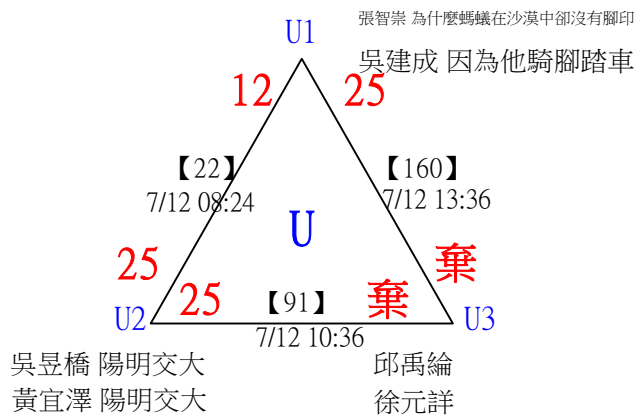 張智崇 為什麼螞蟻在沙漠中卻沒有腳印
U1
吳建成 因為他騎腳踏車
12
25
【22】
【160】
7/12 08:24
7/12 13:36
U
25
棄
25
【91】
棄
U2
U3
7/12 10:36
吳昱橋 陽明交大
邱禹綸
黃宜澤 陽明交大
徐元詳